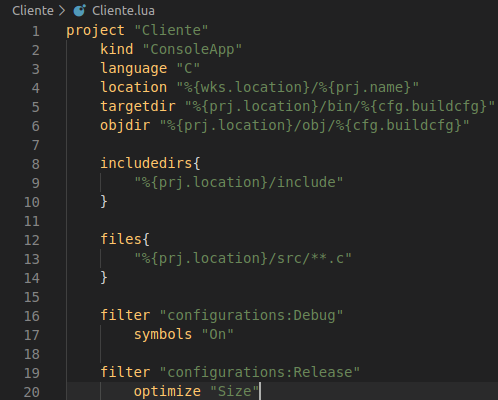 Cliente > Cliente.lua
1 project "Cliente"
2 kind "ConsoleApp"
3 language "C"
4 location "%{wks.location}/%{prj.name}"
5 targetdir "%{prj.location}/bin/%{cfg.buildcfg}"
6 objdir "%{prj.location}/obj/%{cfg.buildcfg}"
7
8 includedirs{
9 "%{prj.location}/include"
10 }
11
12 files{
13 "%{prj.location}/src/**.c"
14 }
15
16 filter "configurations:Debug"
17 symbols "On"
18
19 filter "configurations:Release"
20 optimize "Size"